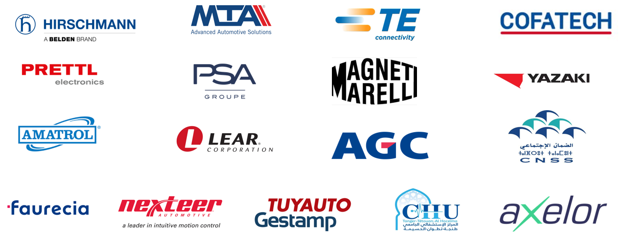 HIRSCHMANN
A BELDEN BRAND
MTA
Advanced Automotive Solutions
TE
connectivity
COFATECH
PRETTL
electronics
PSA
GROUPE
MAGNETI
MARELLI
YAZAKI
AMATROL
LEAR
CORPORATION
AGC
الضمان الإجتماعي
CNSS
faurecia
nexteer
AUTOMOTIVE
a leader in intuitive motion control
TUYAUTO
Gestamp
CHU
axelor